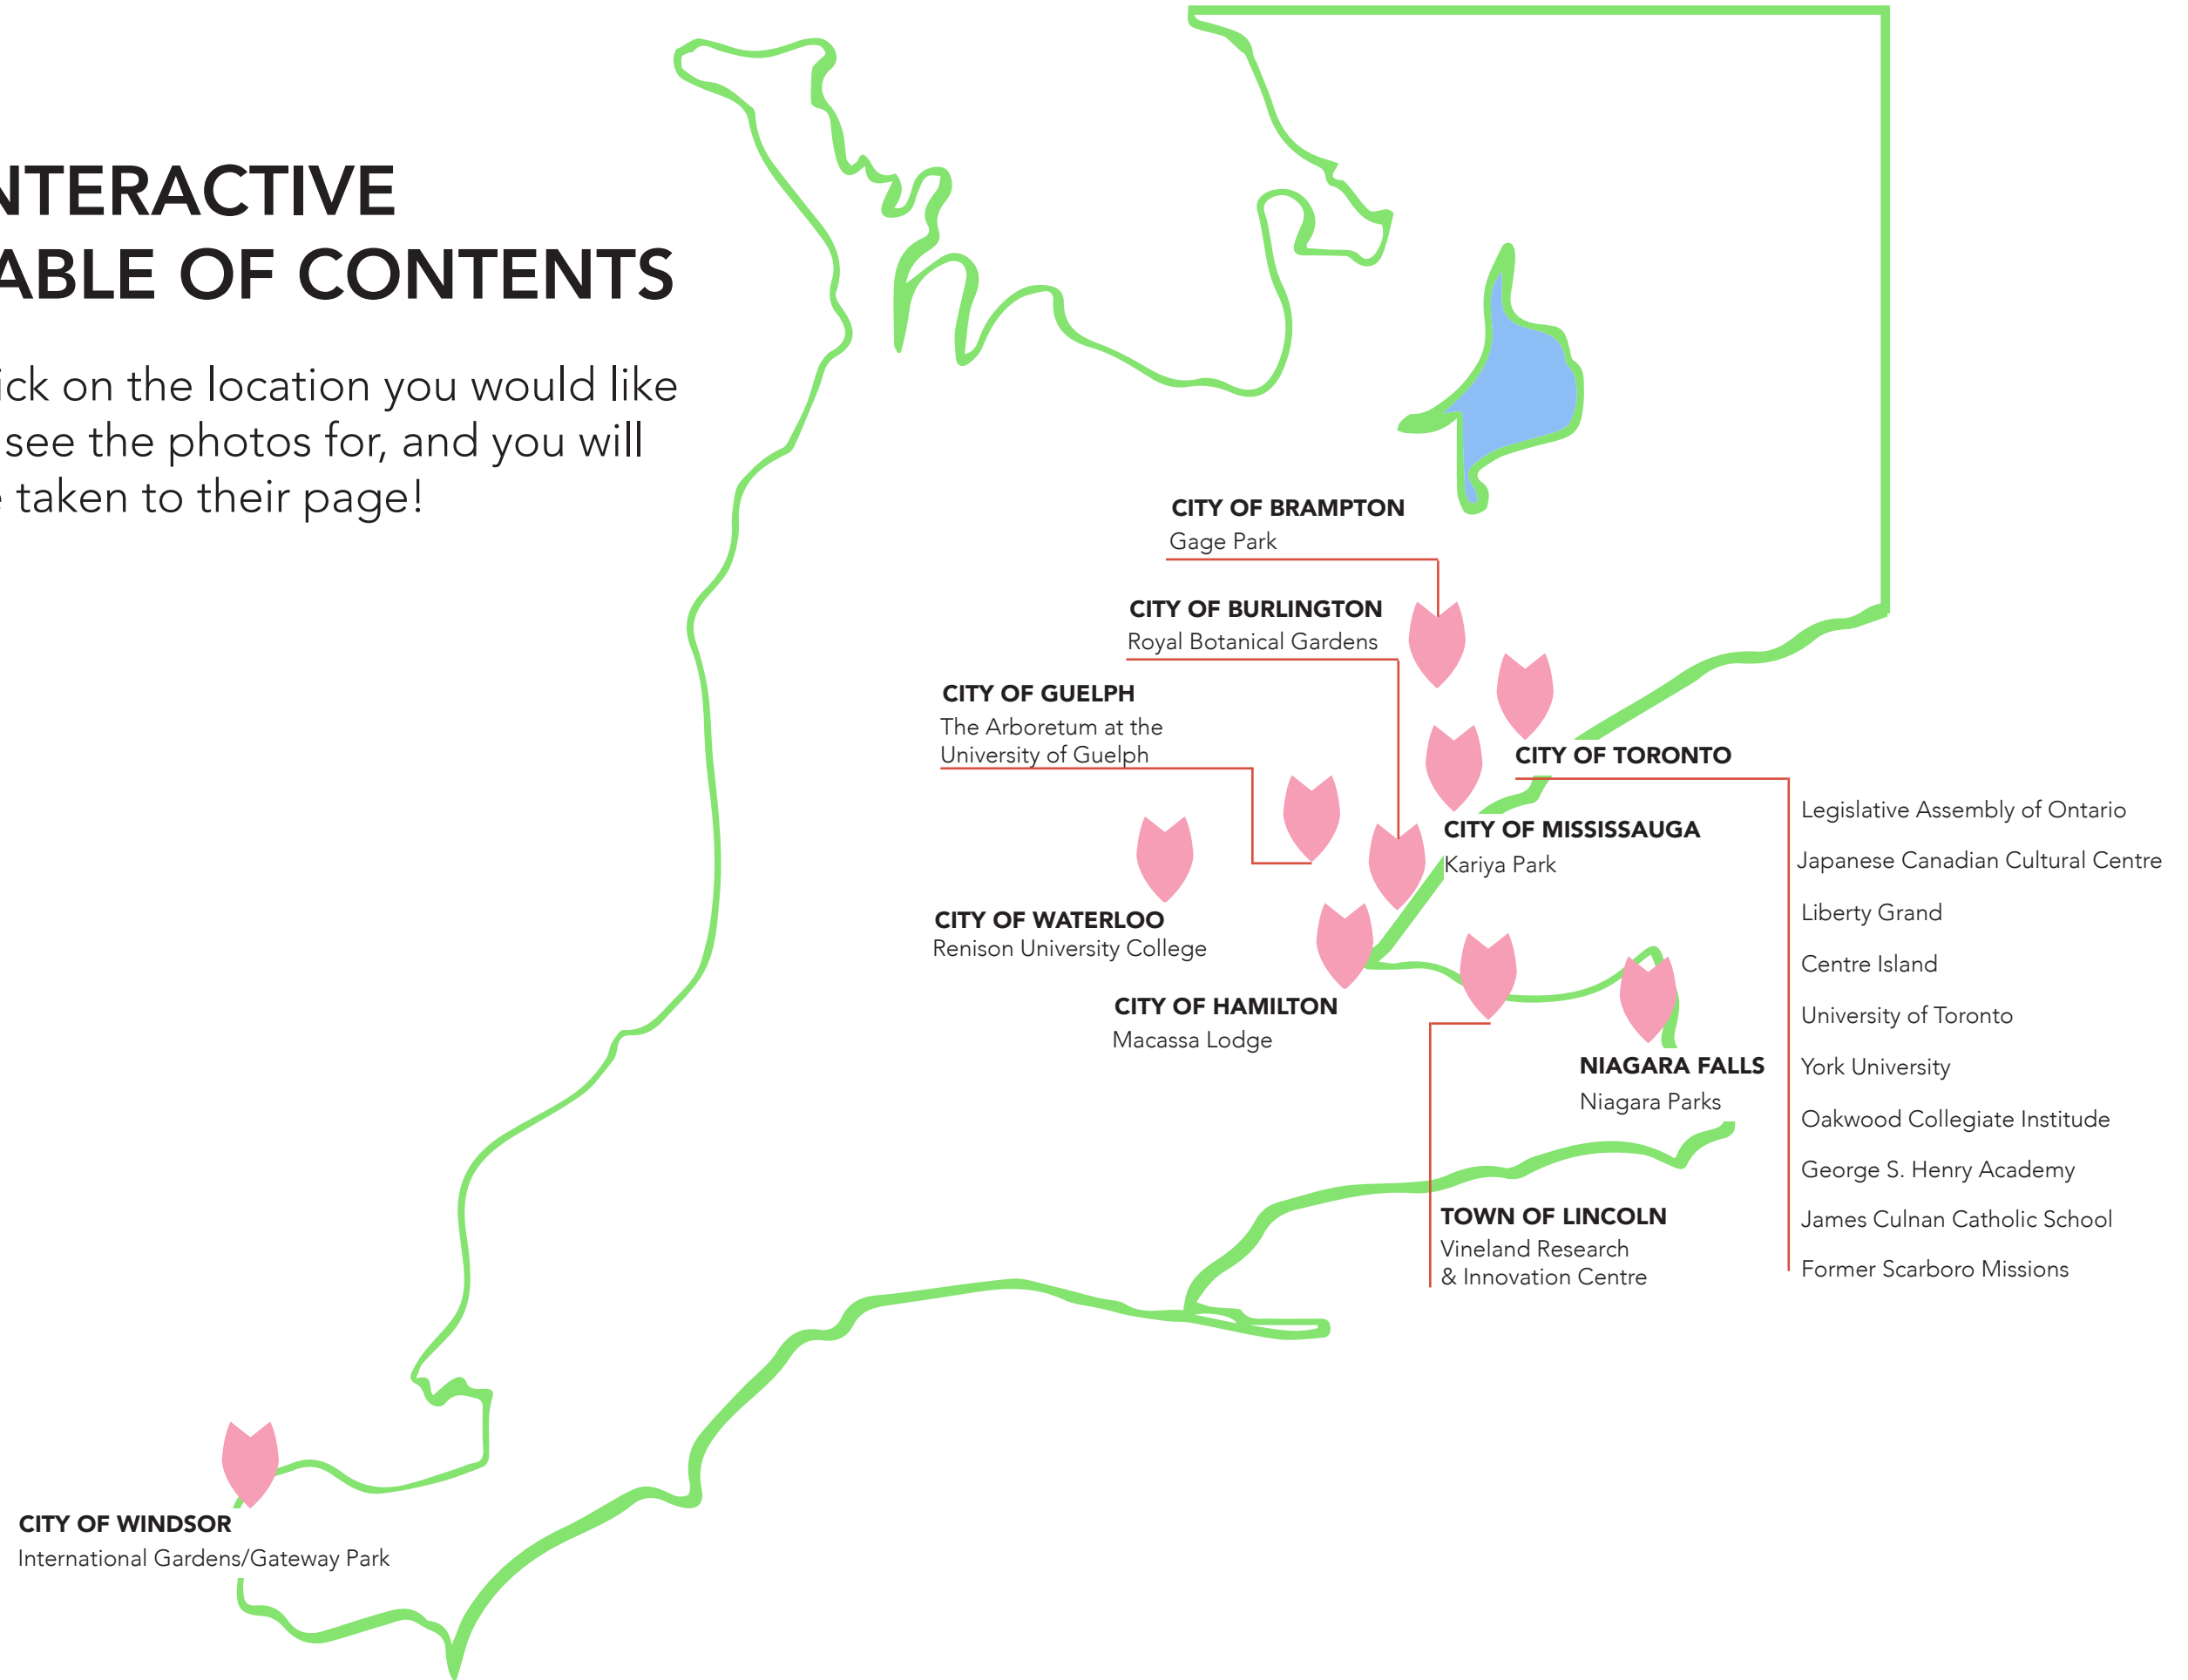 NTERACTIVE
ABLE OF CONTENTS
ick on the location you would like
see the photos for, and you will
taken to their page!
CITY OF BRAMPTON
Gage Park
CITY OF BURLINGTON
Royal Botanical Gardens
CITY OF GUELPH
The Arboretum at the
University of Guelph
CITY OF TORONTO
Legislative Assembly of Ontario
Japanese Canadian Cultural Centre
Liberty Grand
Centre Island
University of Toronto
York University
Oakwood Collegiate Institude
George S. Henry Academy
James Culnan Catholic School
Former Scarboro Missions
CITY OF MISSISSAUGA
Kariya Park
CITY OF WATERLOO
Renison University College
CITY OF HAMILTON
Macassa Lodge
NIAGARA FALLS
Niagara Parks
TOWN OF LINCOLN
Vineland Research
& Innovation Centre
CITY OF WINDSOR
International Gardens/Gateway Park